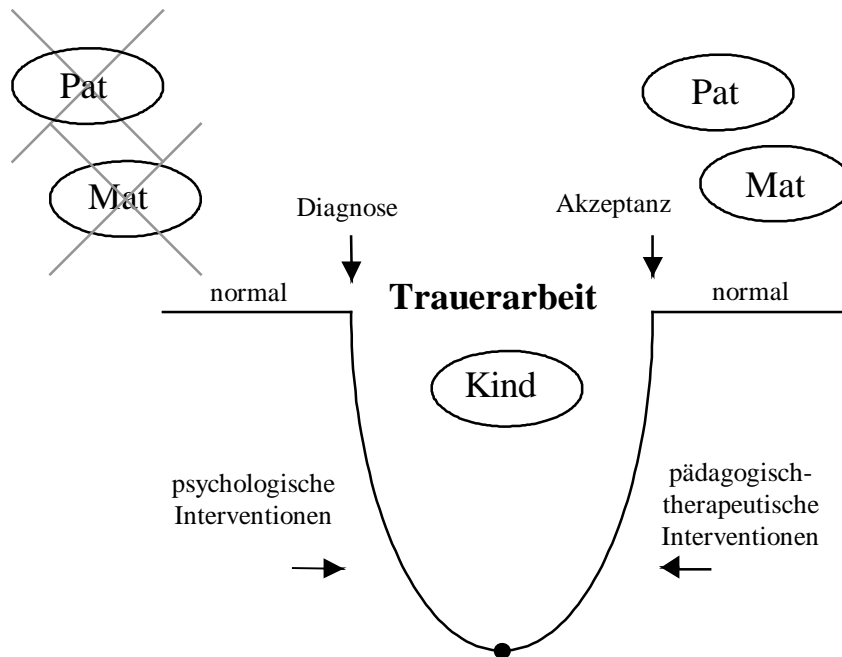 Pat
Pat
Mat
Mat
Diagnose
Akzeptanz
normal
Trauerarbeit
normal
Kind
psychologische
Interventionen
pädagogisch-
therapeutische
Interventionen